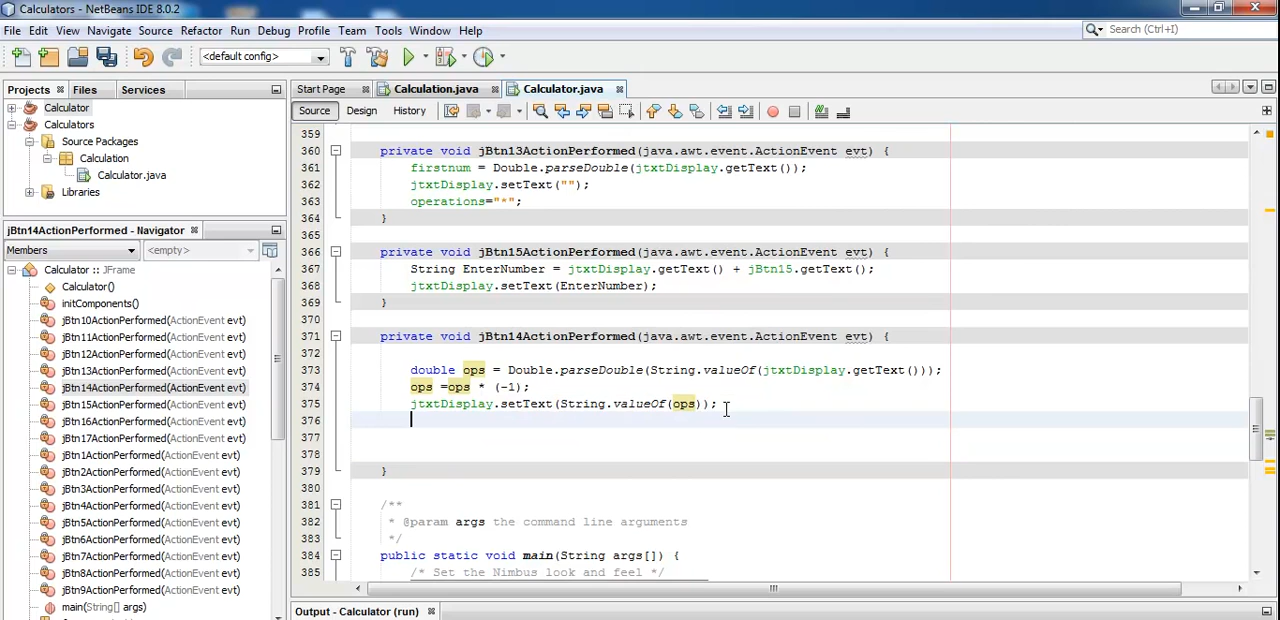 Calculators - NetBeans IDE 8.0.2
File Edit View Navigate Source Refactor Run Debug Profile Team Tools Window Help
Search (Ctrl+I)
<default config>
Projects Files Services
Start Page Calculation.java Calculator.java
Source Design History
Calculator
Calculators
Source Packages
Calculation
Calculator.java
Libraries
jBtn14ActionPerformed - Navigator
Members <empty>
Calculator :: JFrame
Calculator()
initComponents()
jBtn10ActionPerformed(ActionEvent evt)
jBtn11ActionPerformed(ActionEvent evt)
jBtn12ActionPerformed(ActionEvent evt)
jBtn13ActionPerformed(ActionEvent evt)
jBtn14ActionPerformed(ActionEvent evt)
jBtn15ActionPerformed(ActionEvent evt)
jBtn16ActionPerformed(ActionEvent evt)
jBtn17ActionPerformed(ActionEvent evt)
jBtn1ActionPerformed(ActionEvent evt)
jBtn2ActionPerformed(ActionEvent evt)
jBtn3ActionPerformed(ActionEvent evt)
jBtn4ActionPerformed(ActionEvent evt)
jBtn5ActionPerformed(ActionEvent evt)
jBtn6ActionPerformed(ActionEvent evt)
jBtn7ActionPerformed(ActionEvent evt)
jBtn8ActionPerformed(ActionEvent evt)
jBtn9ActionPerformed(ActionEvent evt)
main(String[] args)
359
360 private void jBtn13ActionPerformed(java.awt.event.ActionEvent evt) {
361 firstnum = Double.parseDouble(jtxtDisplay.getText());
362 jtxtDisplay.setText("");
363 operations="*";
364 }
365
366 private void jBtn15ActionPerformed(java.awt.event.ActionEvent evt) {
367 String EnterNumber = jtxtDisplay.getText() + jBtn15.getText();
368 jtxtDisplay.setText(EnterNumber);
369 }
370
371 private void jBtn14ActionPerformed(java.awt.event.ActionEvent evt) {
372
373 double ops = Double.parseDouble(String.valueOf(jtxtDisplay.getText()));
374 ops =ops * (-1);
375 jtxtDisplay.setText(String.valueOf(ops));
376
377
378
379 }
380
381 /**
382 * @param args the command line arguments
383 */
384 public static void main(String args[]) {
385 /* Set the Nimbus look and feel */
Output - Calculator (run)